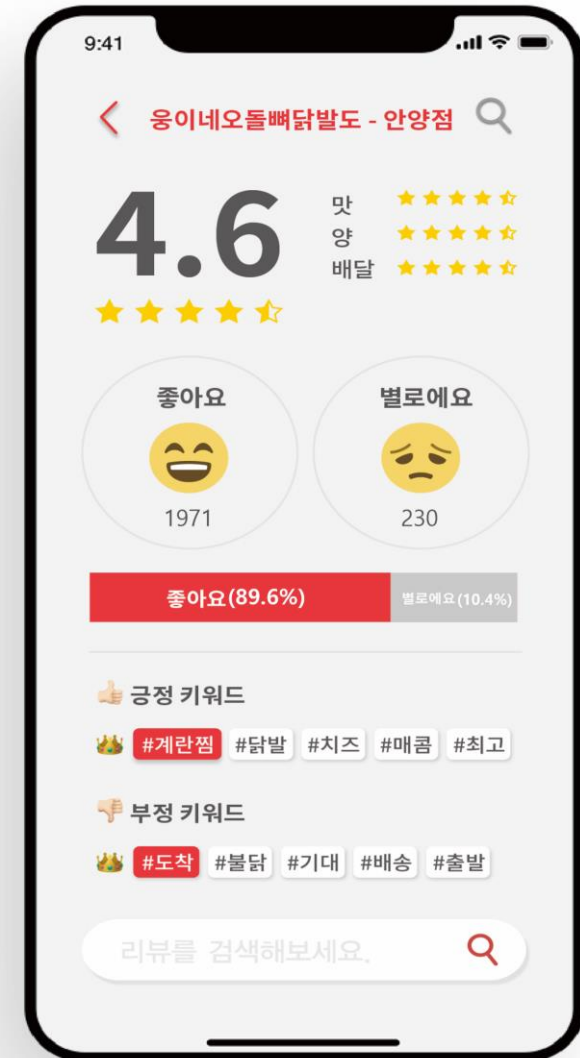 9:41
웅이네오돌뼈닭발도 - 안양점
4.6
맛
양
배달
좋아요
별로에요
1971
230
좋아요(89.6%)
별로에요(10.4%)
긍정 키워드
#계란찜 #닭발 #치즈 #매콤 #최고
부정 키워드
#도착 #불닭 #기대 #배송 #출발
리뷰를 검색해보세요.